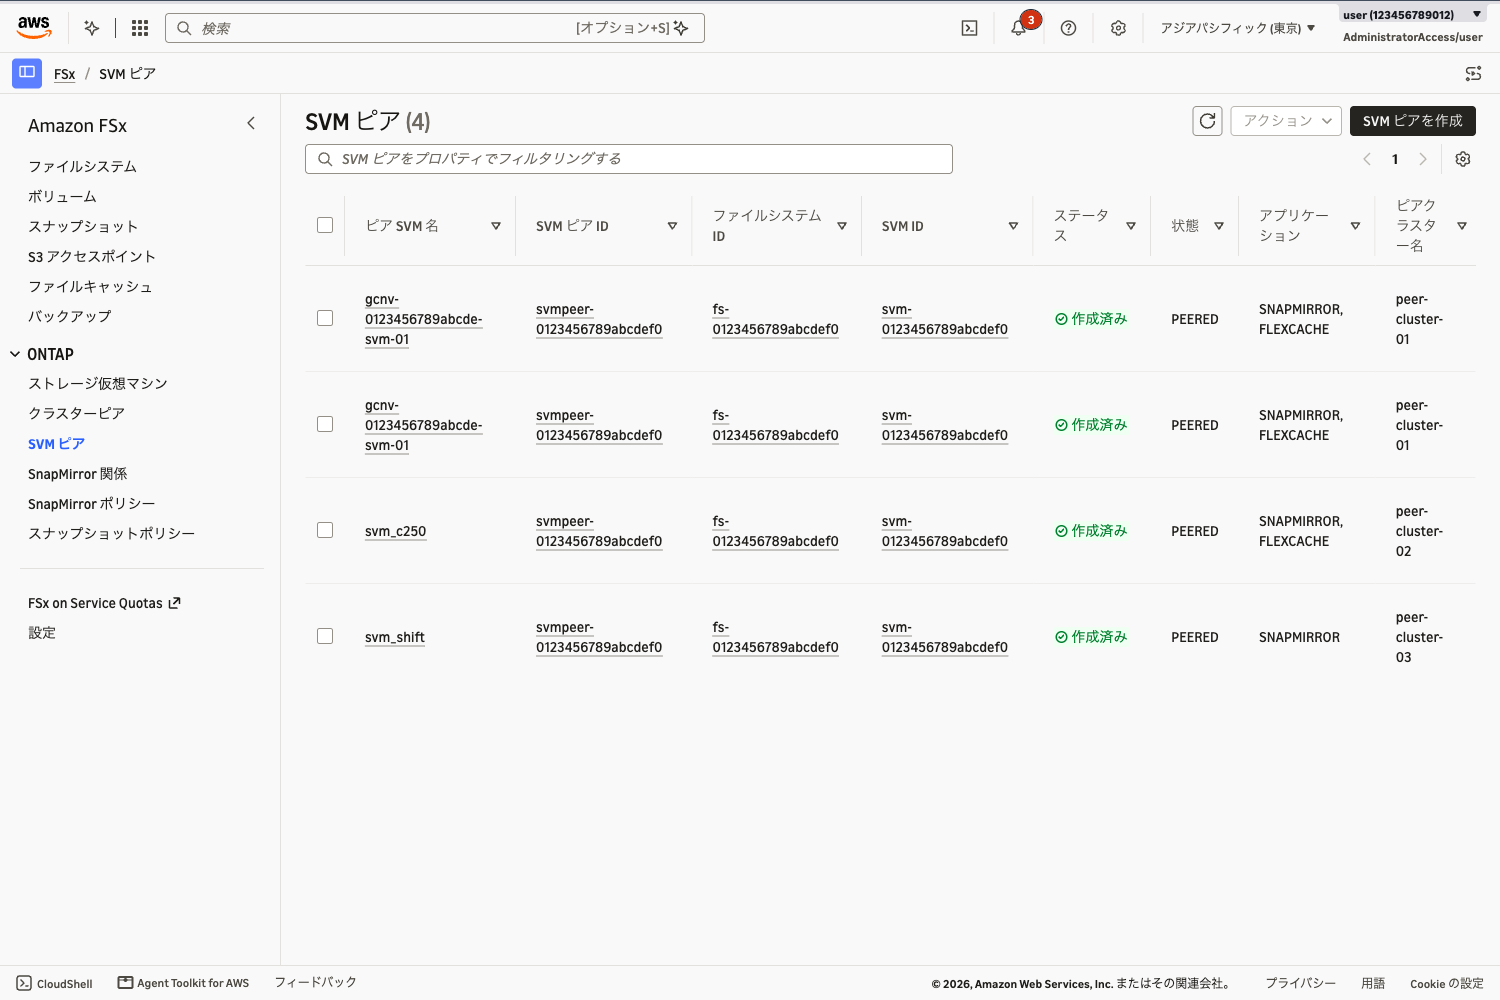 aws
検索
[オプション+S]
3
アジアパシフィック (東京)
user (123456789012)
AdministratorAccess/user
FSx / SVM ピア
Amazon FSx
ファイルシステム
ボリューム
スナップショット
S3 アクセスポイント
ファイルキャッシュ
バックアップ
ONTAP
ストレージ仮想マシン
クラスターピア
SVM ピア
SnapMirror 関係
SnapMirror ポリシー
スナップショットポリシー
FSx on Service Quotas
設定
SVM ピア (4)
アクション
SVM ピアを作成
SVM ピアをプロパティでフィルタリングする
1
ピア SVM 名
SVM ピア ID
ファイルシステム
ID
SVM ID
ステータ
ス
状態
アプリケー
ション
ピアク
ラスタ
ー名
gcnv-
0123456789abcde-
svm-01
svmpeer-
0123456789abcdef0
fs-
0123456789abcdef0
svm-
0123456789abcdef0
作成済み
PEERED
SNAPMIRROR,
FLEXCACHE
peer-
cluster-
01
gcnv-
0123456789abcde-
svm-01
svmpeer-
0123456789abcdef0
fs-
0123456789abcdef0
svm-
0123456789abcdef0
作成済み
PEERED
SNAPMIRROR,
FLEXCACHE
peer-
cluster-
01
svm_c250
svmpeer-
0123456789abcdef0
fs-
0123456789abcdef0
svm-
0123456789abcdef0
作成済み
PEERED
SNAPMIRROR,
FLEXCACHE
peer-
cluster-
02
svm_shift
svmpeer-
0123456789abcdef0
fs-
0123456789abcdef0
svm-
0123456789abcdef0
作成済み
PEERED
SNAPMIRROR
peer-
cluster-
03
CloudShell
Agent Toolkit for AWS
フィードバック
© 2026, Amazon Web Services, Inc. またはその関連会社。
プライバシー
用語
Cookie の設定